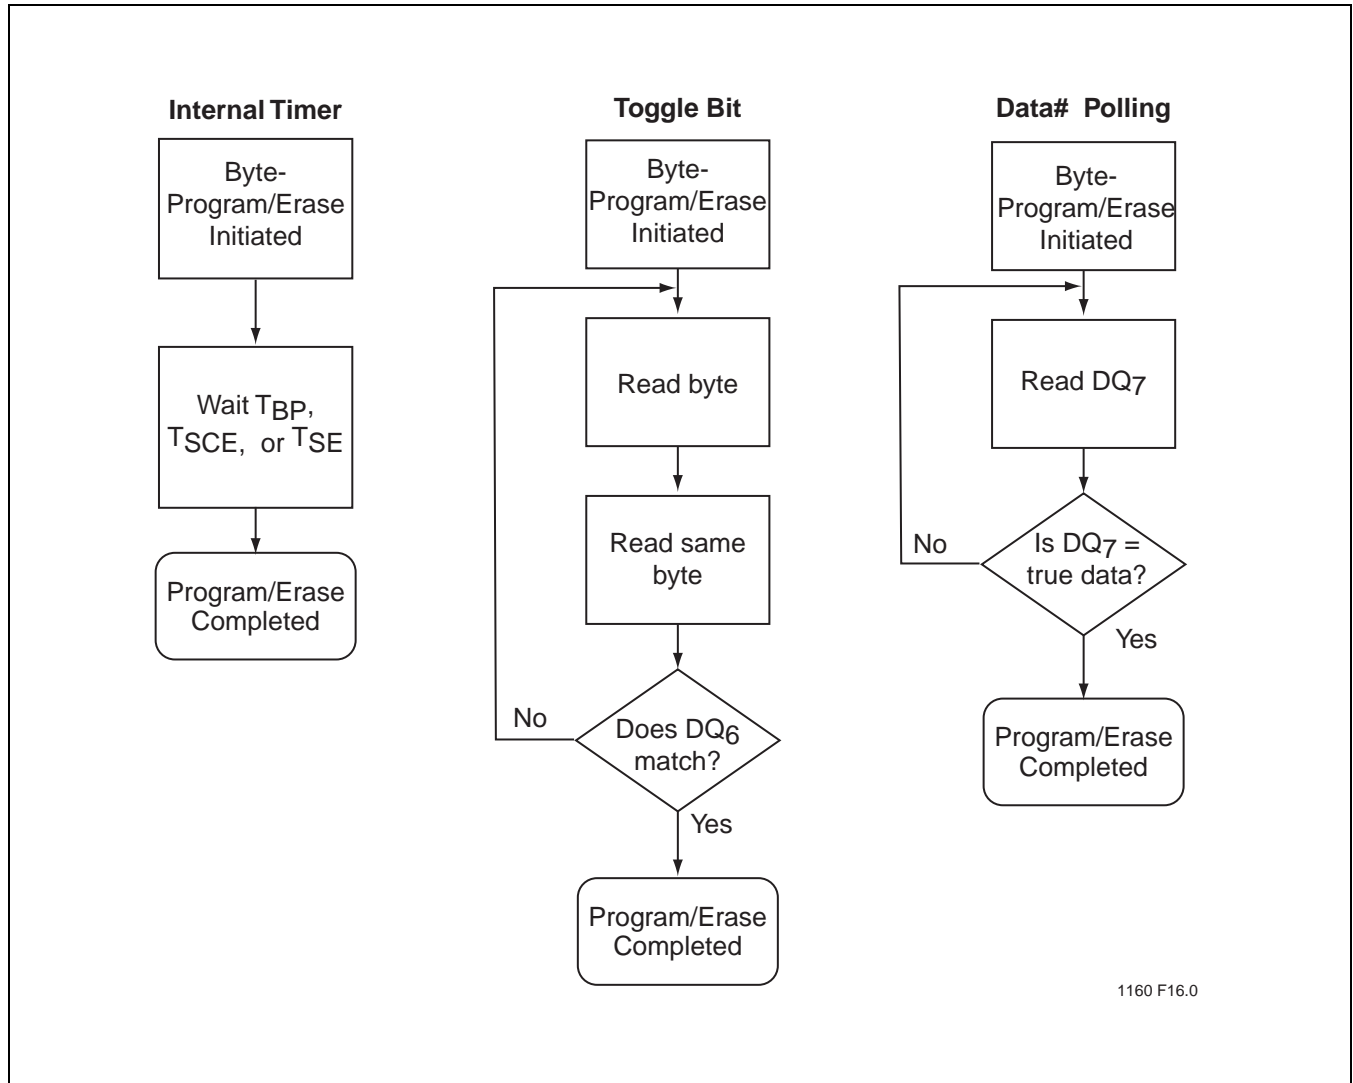 Internal Timer
Byte-
Program/Erase
Initiated
Wait TBP,
TSCE, or TSE
Program/Erase
Completed
Toggle Bit
Byte-
Program/Erase
Initiated
Read byte
Read same
byte
No
Does DQ6
match?
Yes
Program/Erase
Completed
Data# Polling
Byte-
Program/Erase
Initiated
Read DQ7
No
Is DQ7 =
true data?
Yes
Program/Erase
Completed
1160 F16.0